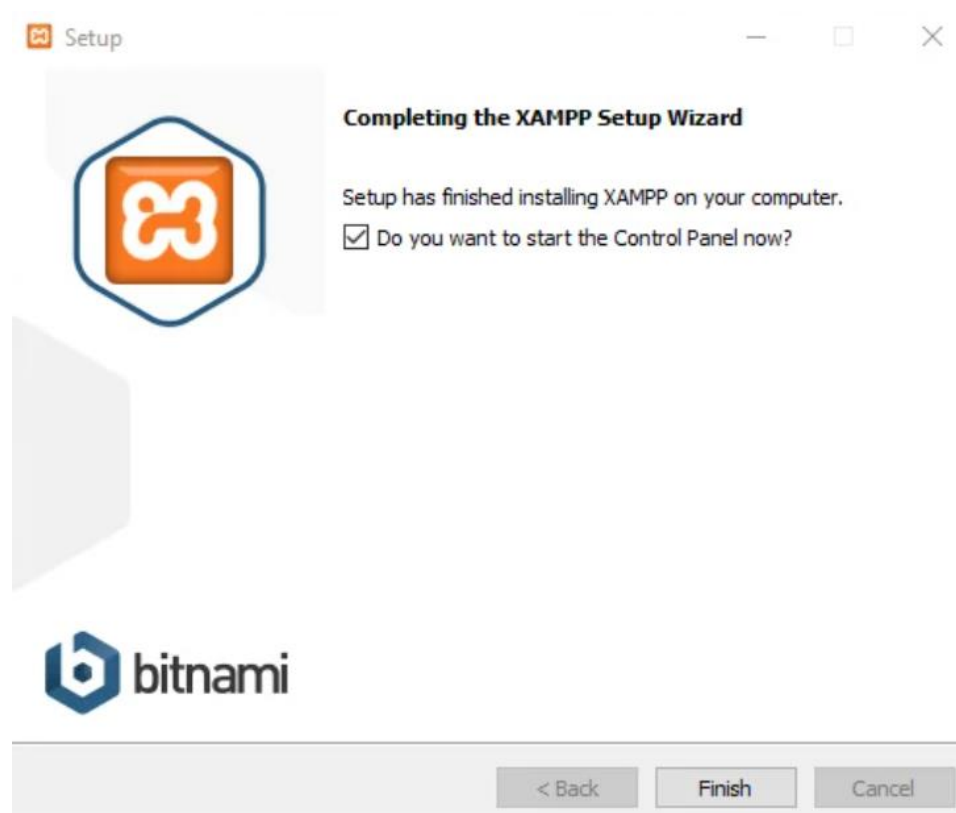 Setup
Completing the XAMPP Setup Wizard
Setup has finished installing XAMPP on your computer.
Do you want to start the Control Panel now?
bitnami
< Back
Finish
Cancel